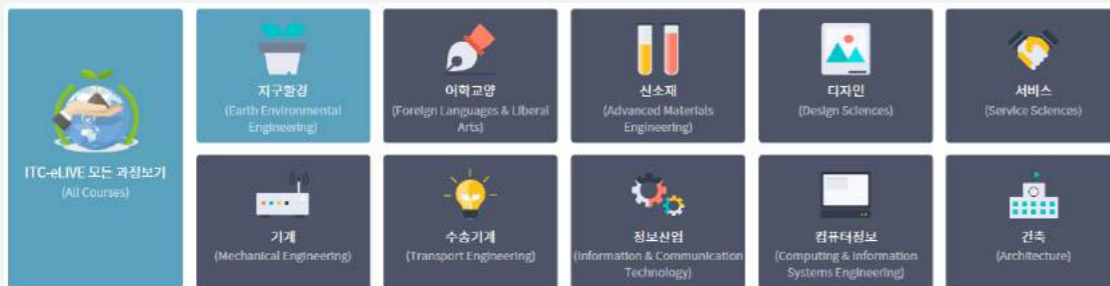 ITC-eLIVE 모든 과정보기
(All Courses)
지구환경
(Earth Environmental
Engineering)
어학교양
(Foreign Languages & Liberal
Arts)
신소재
(Advanced Materials
Engineering)
디자인
(Design Sciences)
서비스
(Service Sciences)
기계
(Mechanical Engineering)
수송기계
(Transport Engineering)
정보산업
(Information & Communication
Technology)
컴퓨터정보
(Computing & Information
Systems Engineering)
건축
(Architecture)